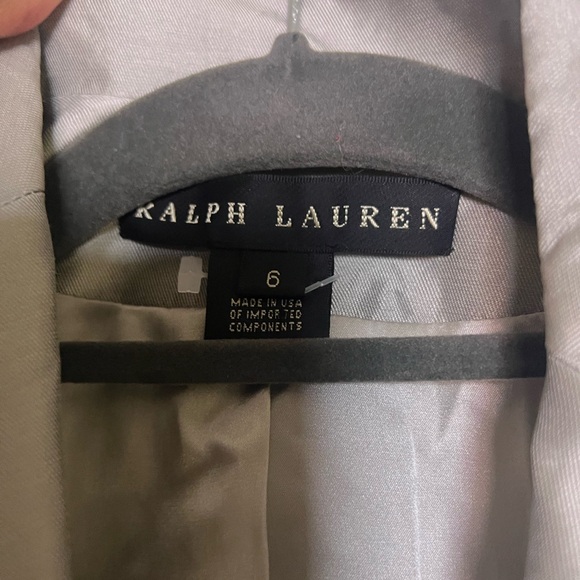 RALPH LAUREN
6
MADE IN USA
OF IMPORTED
COMPONENTS